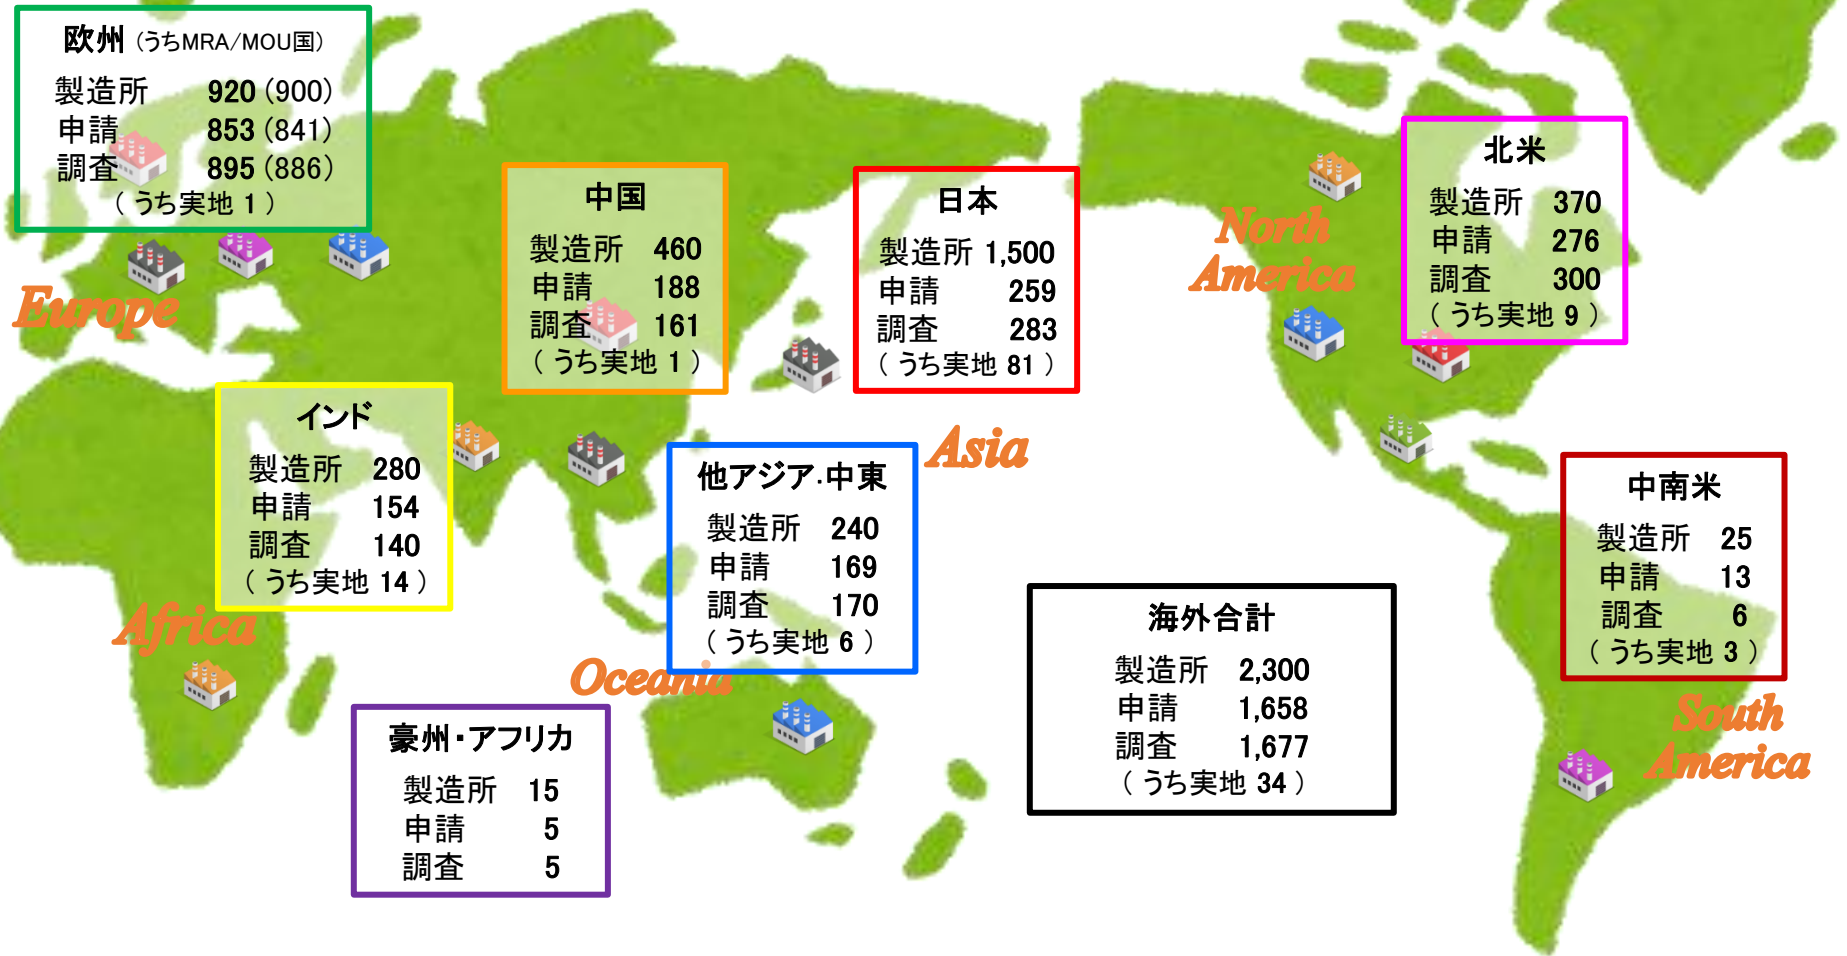 欧州 (うちMRA/MOU国)
製造所 920 (900)
申請 853 (841)
調査 895 (886)
( うち実地 1 )
中国
製造所 460
申請 188
調査 161
( うち実地 1 )
日本
製造所 1,500
申請 259
調査 283
( うち実地 81 )
北米
製造所 370
申請 276
調査 300
( うち実地 9 )
North
America
Europe
インド
製造所 280
申請 154
調査 140
( うち実地 14 )
Asia
他アジア・中東
製造所 240
申請 169
調査 170
( うち実地 6 )
中南米
製造所 25
申請 13
調査 6
( うち実地 3 )
Africa
Oceania
海外合計
製造所 2,300
申請 1,658
調査 1,677
( うち実地 34 )
South
America
豪州・アフリカ
製造所 15
申請 5
調査 5